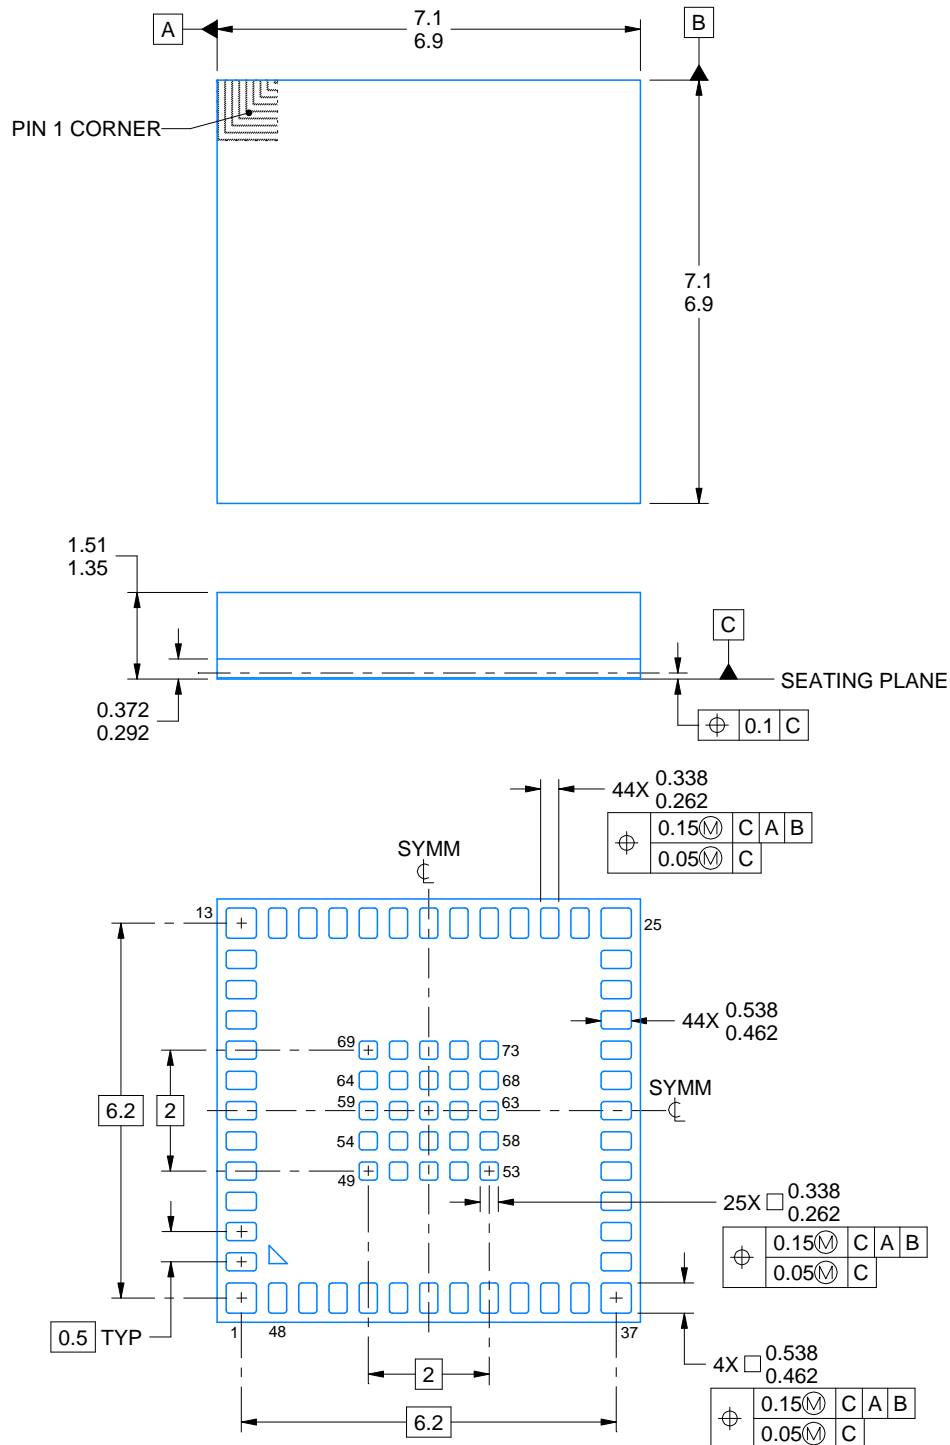 A
7.1
6.9
B
PIN 1 CORNER
7.1
6.9
1.51
1.35
C
SEATING PLANE
0.372
0.292
⌖ 0.1 C
44X 0.338
0.262
⌖ 0.15Ⓜ C A B
0.05Ⓜ C
SYMM
℄
13
25
44X 0.538
0.462
69
73
64
68
SYMM
℄
6.2
2
59
63
54
58
49
53
25X □ 0.338
0.262
⌖ 0.15Ⓜ C A B
0.05Ⓜ C
0.5 TYP
1
48
37
4X □ 0.538
0.462
2
⌖ 0.15Ⓜ C A B
0.05Ⓜ C
6.2